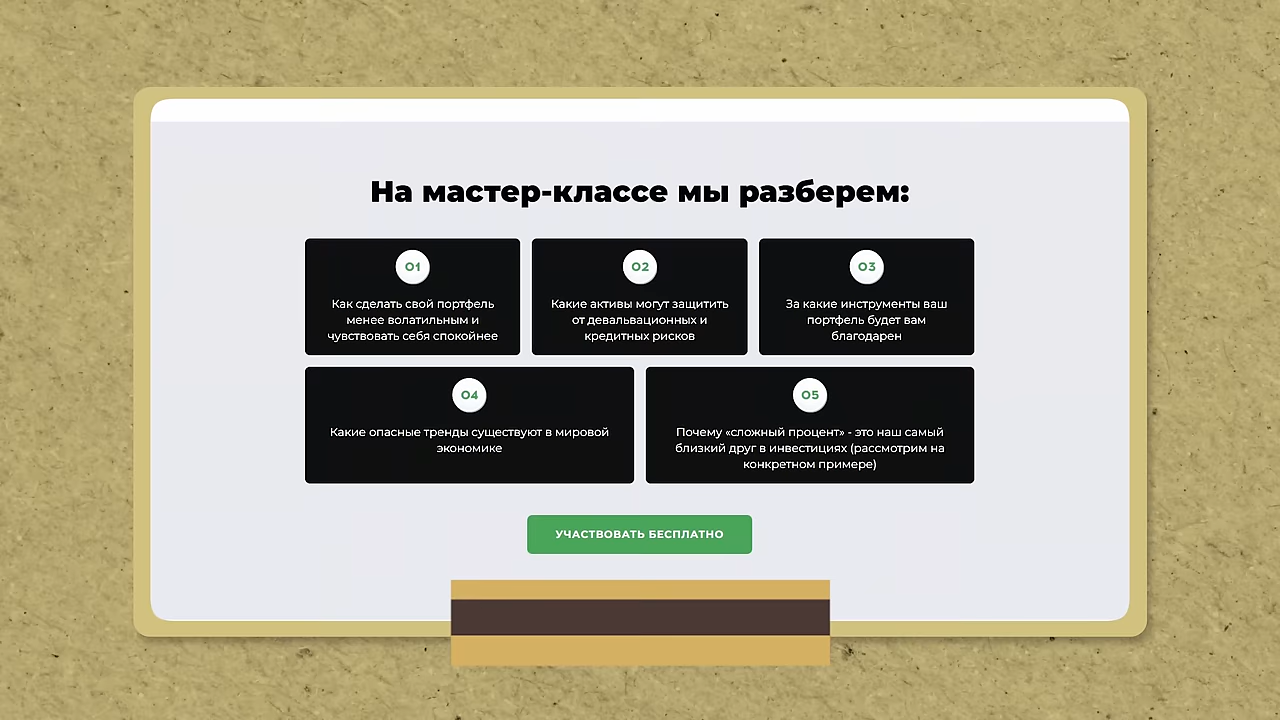 На мастер-классе мы разберем:
01
Как сделать свой портфель
менее волатильным и
чувствовать себя спокойнее
02
Какие активы могут защитить
от девальвационных и
кредитных рисков
03
За какие инструменты ваш
портфель будет вам
благодарен
04
Какие опасные тренды существуют в мировой
экономике
05
Почему «сложный процент» - это наш самый
близкий друг в инвестициях (рассмотрим на
конкретном примере)
УЧАСТВОВАТЬ БЕСПЛАТНО